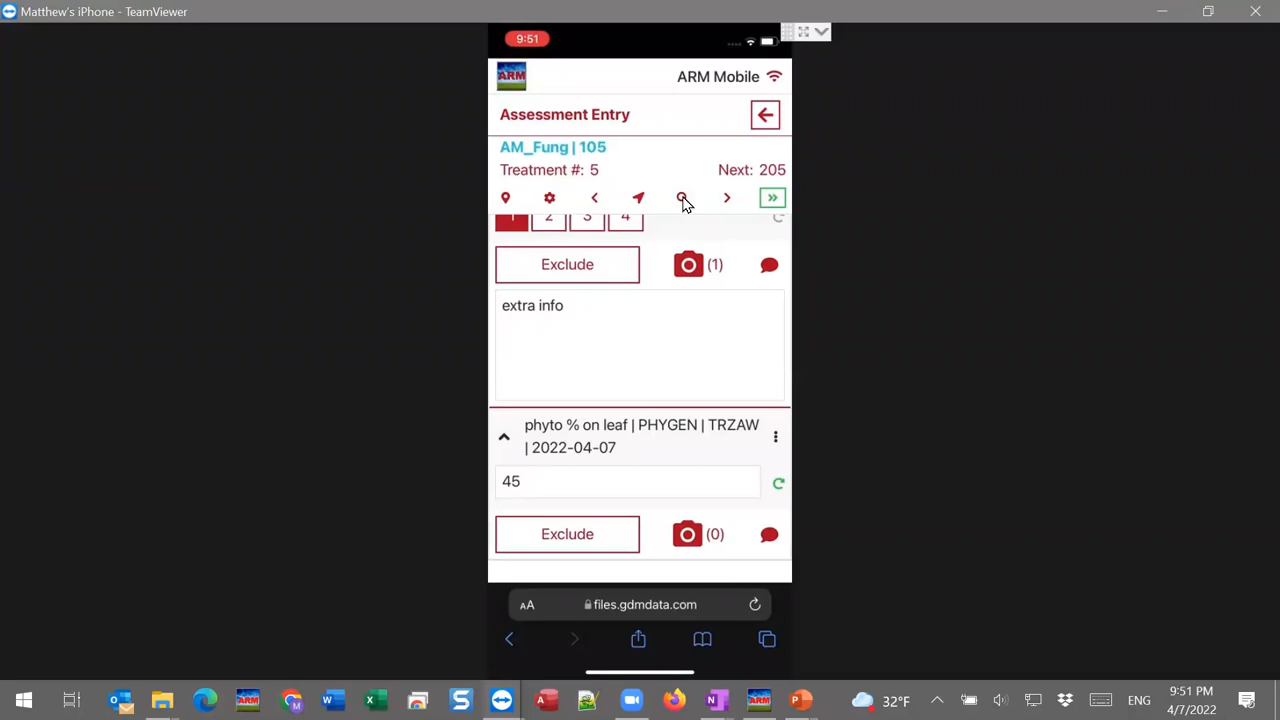 Matthew's iPhone - TeamViewer
9:51
ARM
ARM Mobile
Assessment Entry
AM_Fung | 105
Treatment #: 5
Next: 205
1 2 3 4
Exclude
(1)
extra info
phyto % on leaf | PHYGEN | TRZAW
| 2022-04-07
45
Exclude
(0)
AA
files.gdmdata.com
ARM
ARM
32°F
ENG
9:51 PM
4/7/2022